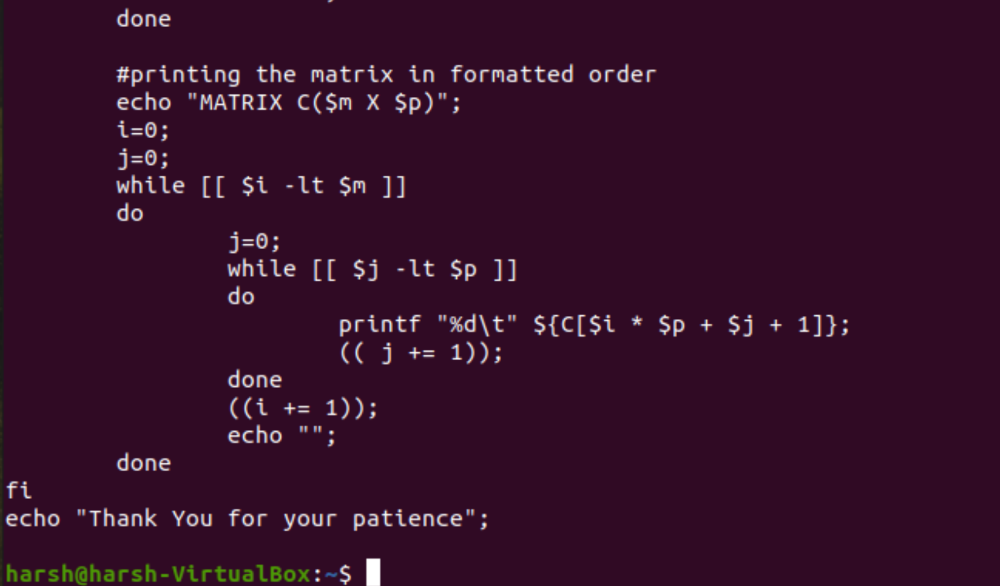 done
#printing the matrix in formatted order
echo "MATRIX C($m X $p)";
i=0;
j=0;
while [[ $i -lt $m ]]
do
j=0;
while [[ $j -lt $p ]]
do
printf "%d\t" ${C[$i * $p + $j + 1]};
(( j += 1));
done
((i += 1));
echo "";
done
fi
echo "Thank You for your patience";
harsh@harsh-VirtualBox:~$